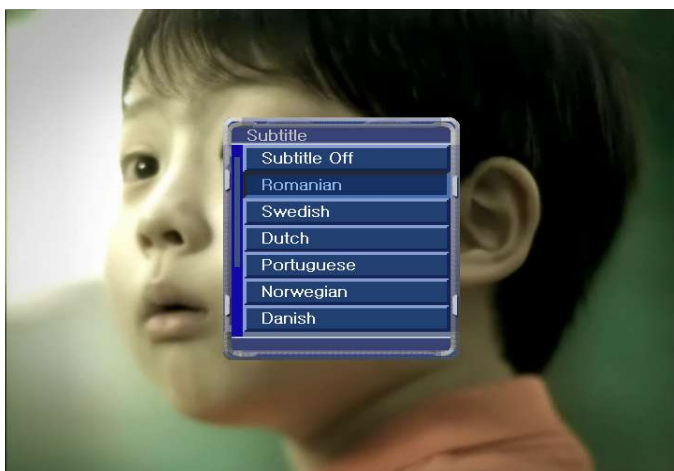 Subtitle
Subtitle Off
Romanian
Swedish
Dutch
Portuguese
Norwegian
Danish